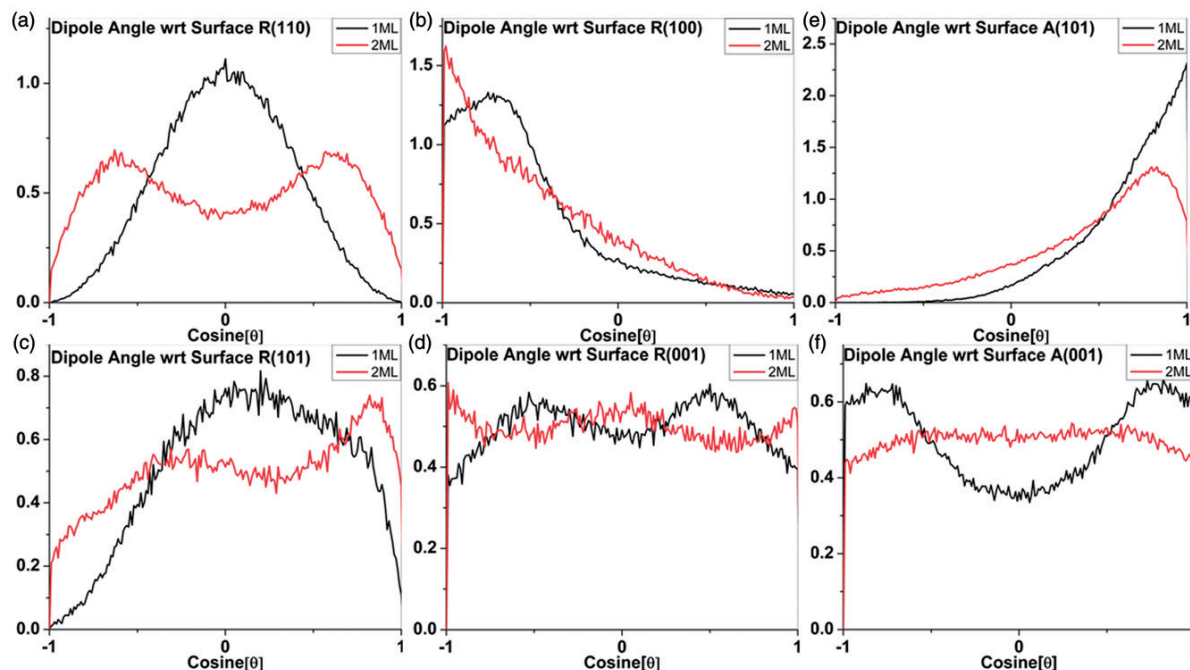 (a)
Dipole Angle wrt Surface R(110)
1ML
2ML
1.0
0.5
0.0
-1
0
1
Cosine[θ]
(b)
Dipole Angle wrt Surface R(100)
1ML
2ML
1.5
1.0
0.5
0.0
-1
0
1
Cosine[θ]
(e)
Dipole Angle wrt Surface A(101)
1ML
2ML
2.5
2.0
1.5
1.0
0.5
0.0
-1
0
1
Cosine[θ]
(c)
Dipole Angle wrt Surface R(101)
1ML
2ML
0.8
0.6
0.4
0.2
0.0
-1
0
1
Cosine[θ]
(d)
Dipole Angle wrt Surface R(001)
1ML
2ML
0.6
0.4
0.2
0.0
-1
0
1
Cosine[θ]
(f)
Dipole Angle wrt Surface A(001)
1ML
2ML
0.6
0.4
0.2
0.0
-1
0
1
Cosine[θ]